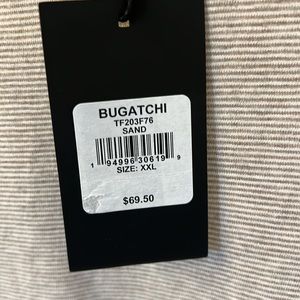 BUGATCHI
TF203F76
SAND
1 94996 30619 9
SIZE: XXL
$69.50